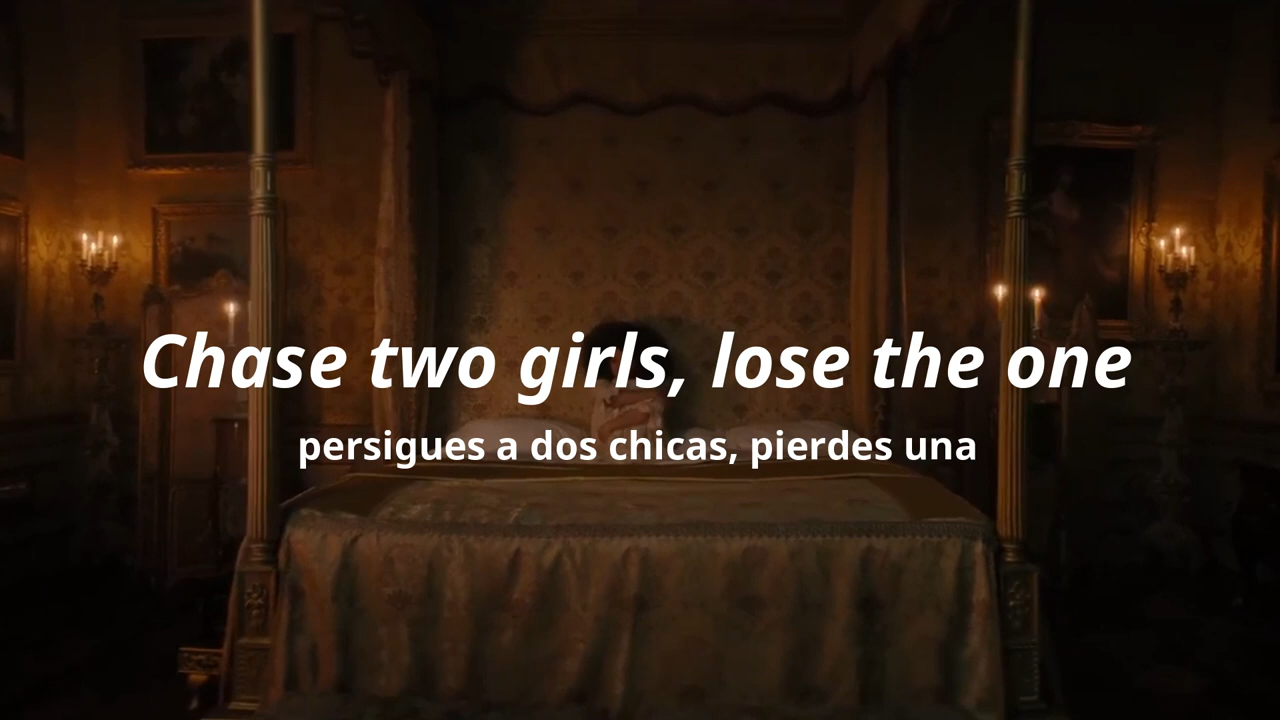 Chase two girls, lose the one
persigues a dos chicas, pierdes una